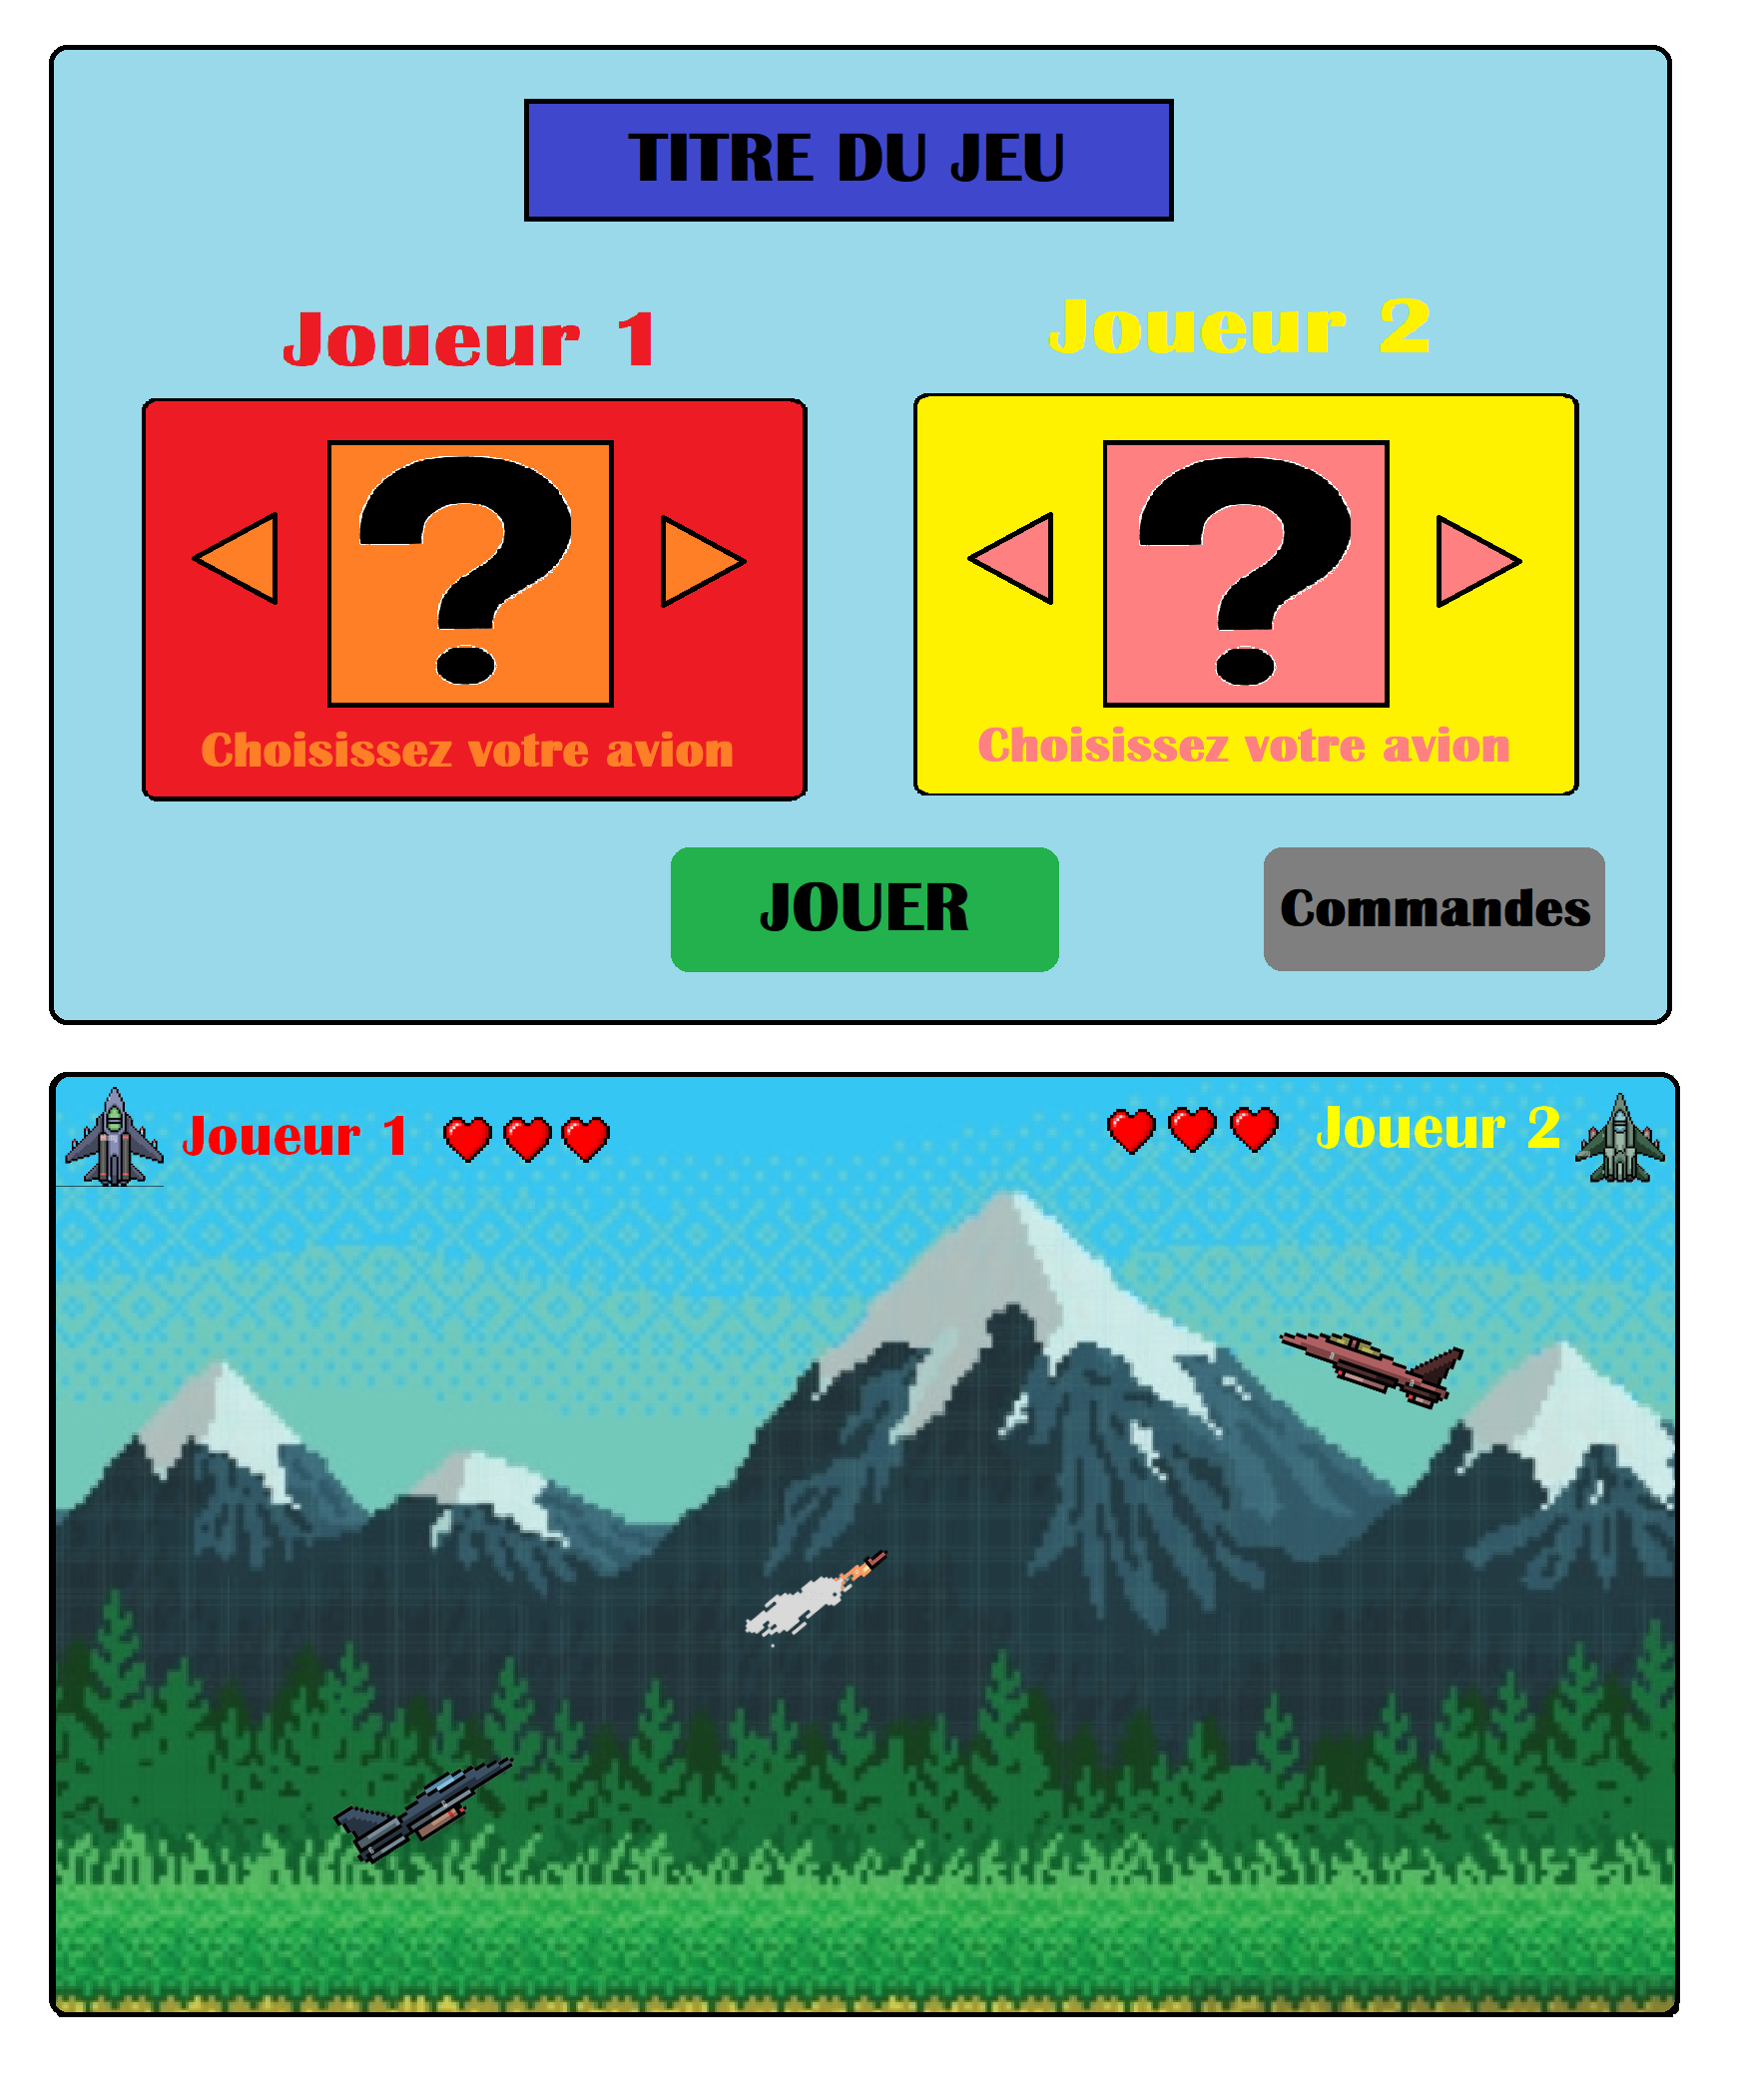 TITRE DU JEU
Joueur 1
Joueur 2
?
?
Choisissez votre avion
Choisissez votre avion
JOUER
Commandes
Joueur 1
Joueur 2